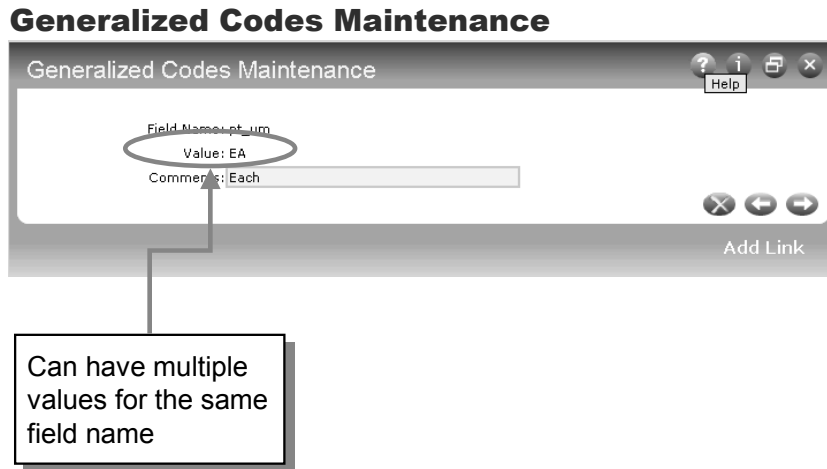 Generalized Codes Maintenance
Generalized Codes Maintenance
? i
Help
Field Name: pt_um
Value: EA
Comments: Each
Add Link
Can have multiple
values for the same
field name